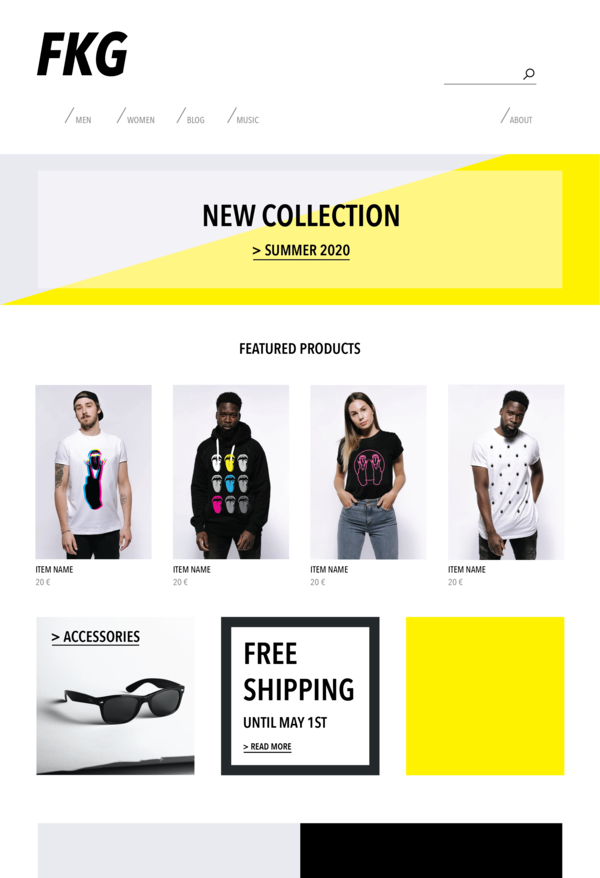 FKG
MEN
WOMEN
BLOG
MUSIC
ABOUT
NEW COLLECTION
> SUMMER 2020
FEATURED PRODUCTS
ITEM NAME
20 €
ITEM NAME
20 €
ITEM NAME
20 €
ITEM NAME
20 €
> ACCESSORIES
FREE
SHIPPING
UNTIL MAY 1ST
> READ MORE